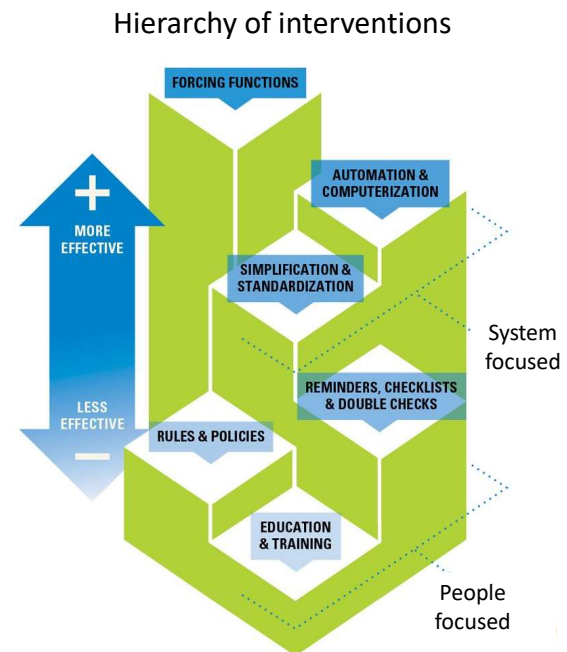 Hierarchy of interventions
FORCING FUNCTIONS
AUTOMATION &
COMPUTERIZATION
+
MORE
EFFECTIVE
SIMPLIFICATION &
STANDARDIZATION
System
focused
REMINDERS, CHECKLISTS
& DOUBLE CHECKS
LESS
EFFECTIVE
−
RULES & POLICIES
EDUCATION
& TRAINING
People
focused